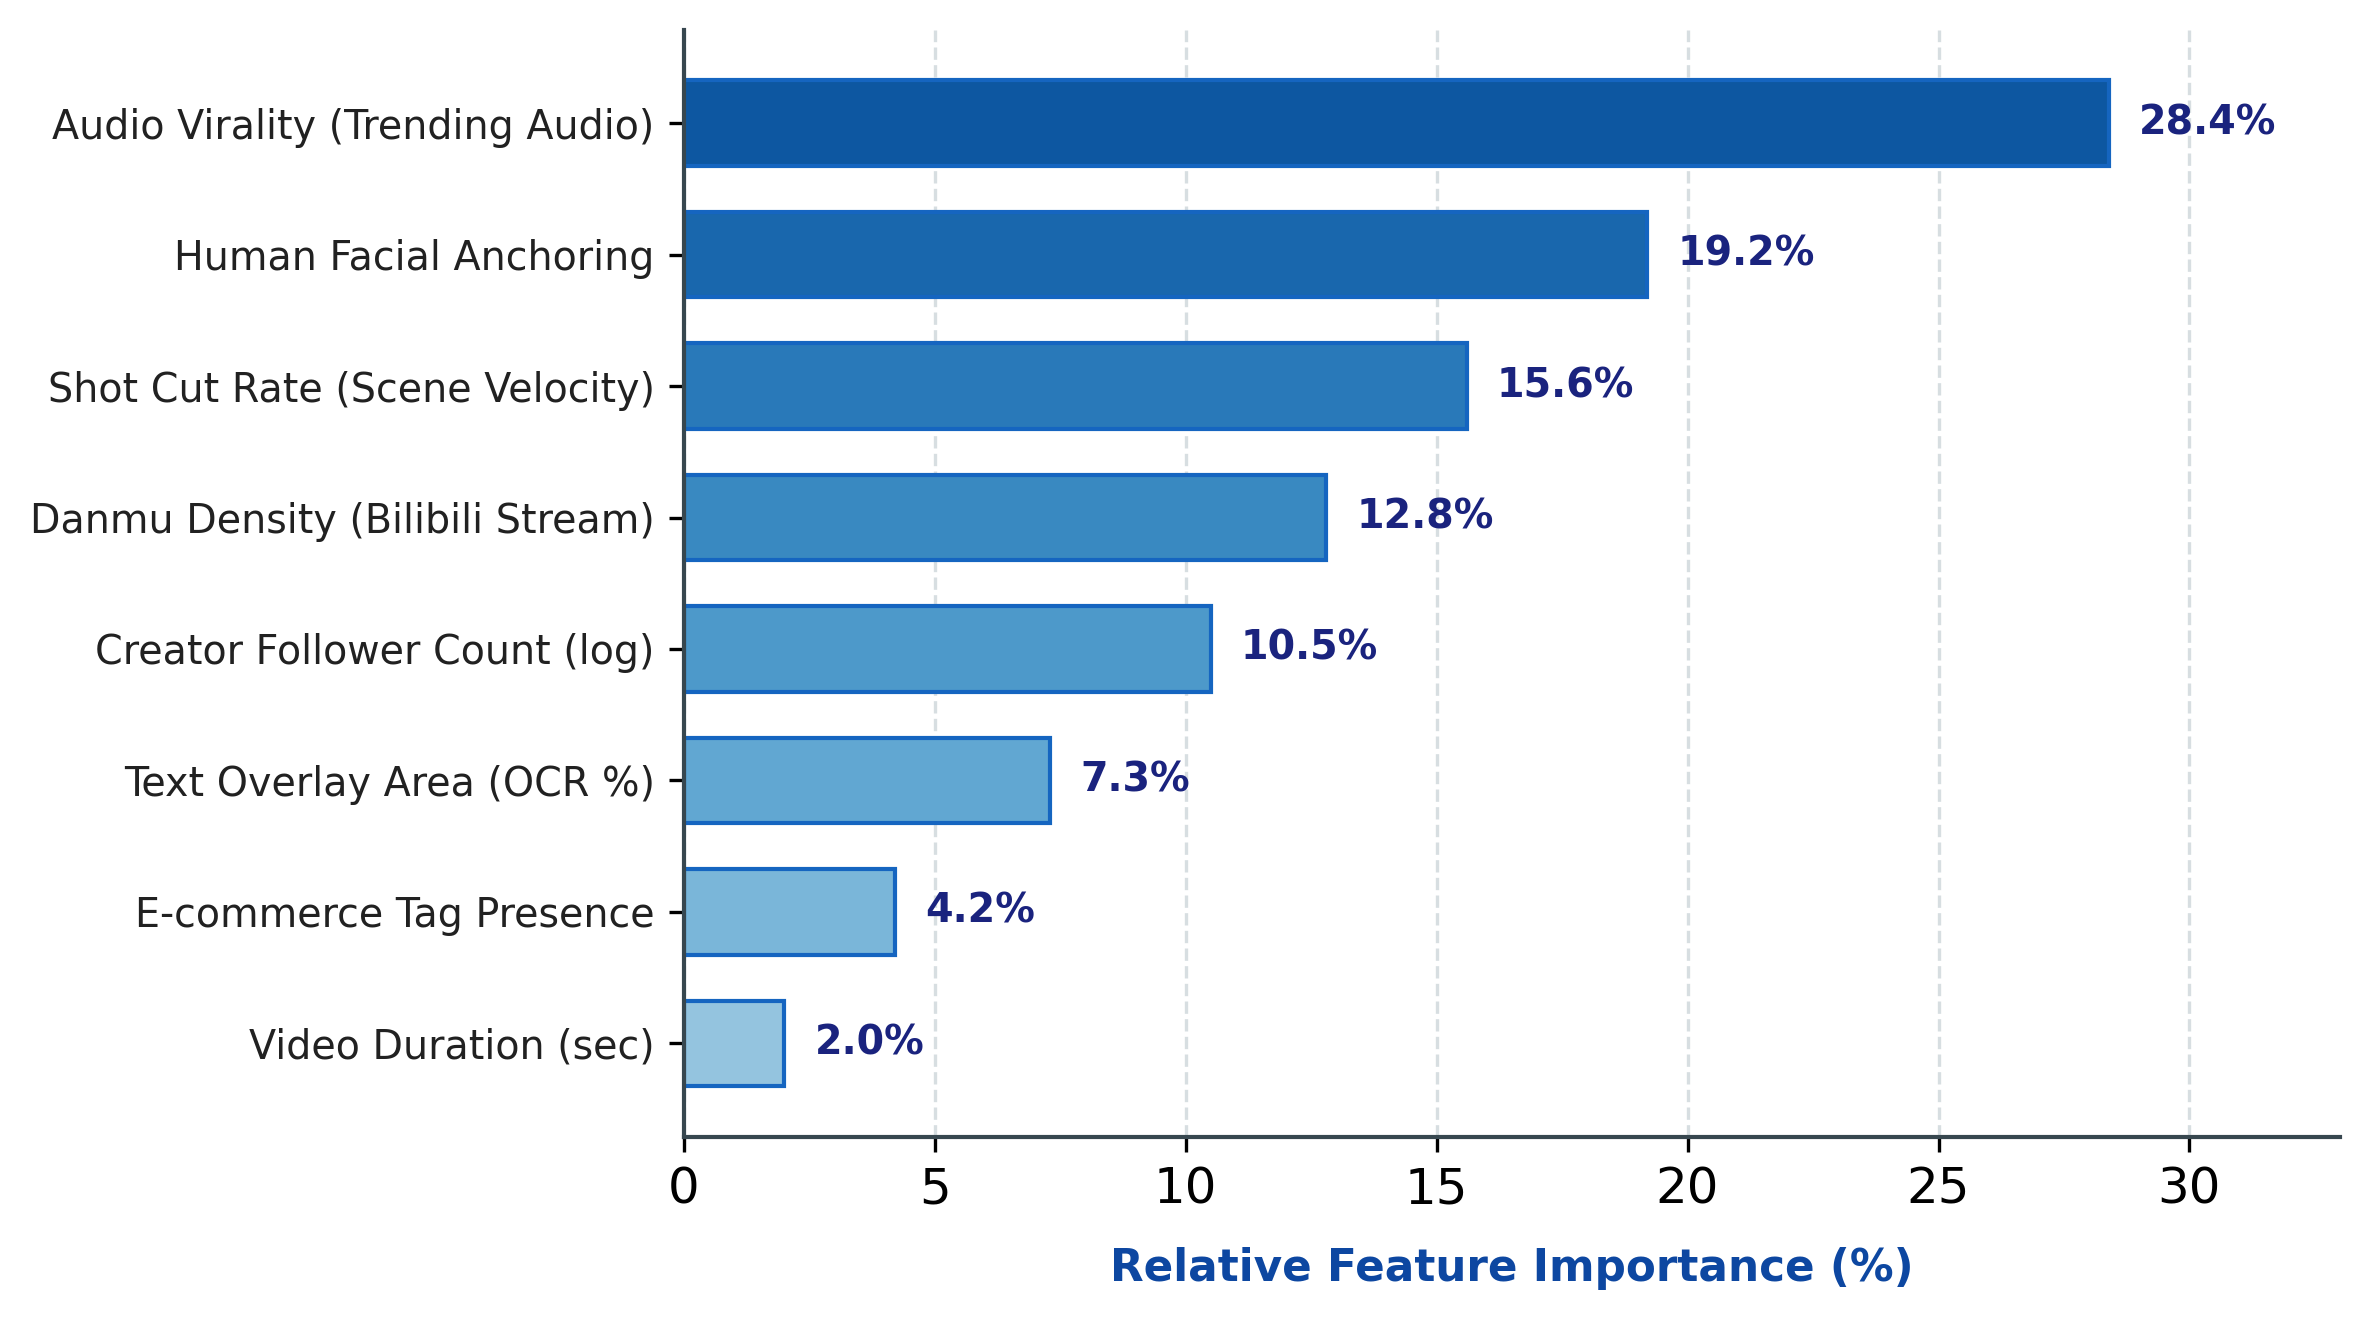 Audio Virality (Trending Audio) 28.4%
Human Facial Anchoring 19.2%
Shot Cut Rate (Scene Velocity) 15.6%
Danmu Density (Bilibili Stream) 12.8%
Creator Follower Count (log) 10.5%
Text Overlay Area (OCR %) 7.3%
E-commerce Tag Presence 4.2%
Video Duration (sec) 2.0%
0 5 10 15 20 25 30
Relative Feature Importance (%)